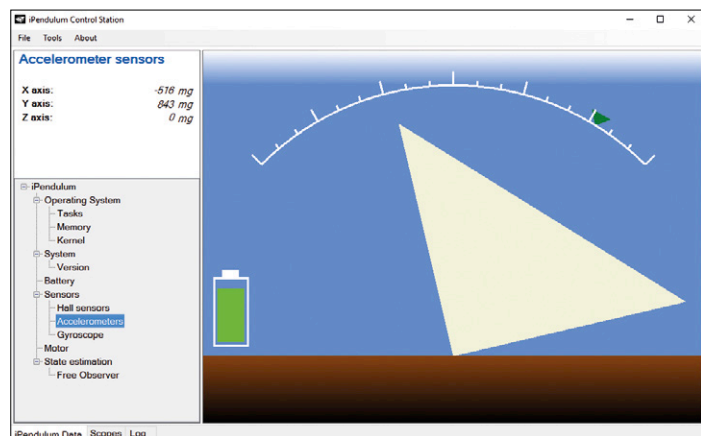 iPendulum Control Station
File Tools About
Accelerometer sensors
X axis: -516 mg
Y axis: 843 mg
Z axis: 0 mg
iPendulum
Operating System
Tasks
Memory
Kernel
System
Version
Battery
Sensors
Hall sensors
Accelerometers
Gyroscope
Motor
State estimation
Free Observer
iPendulum Data Scopes Log